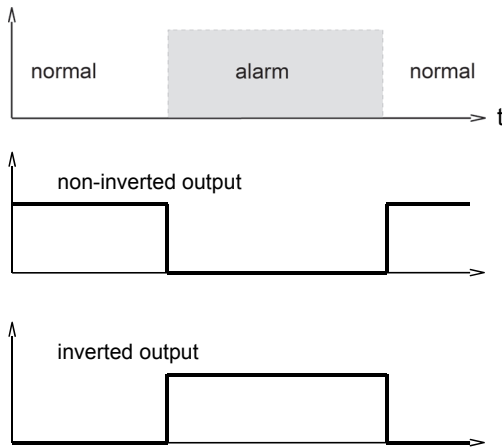 normal alarm normal
t
non-inverted output
inverted output